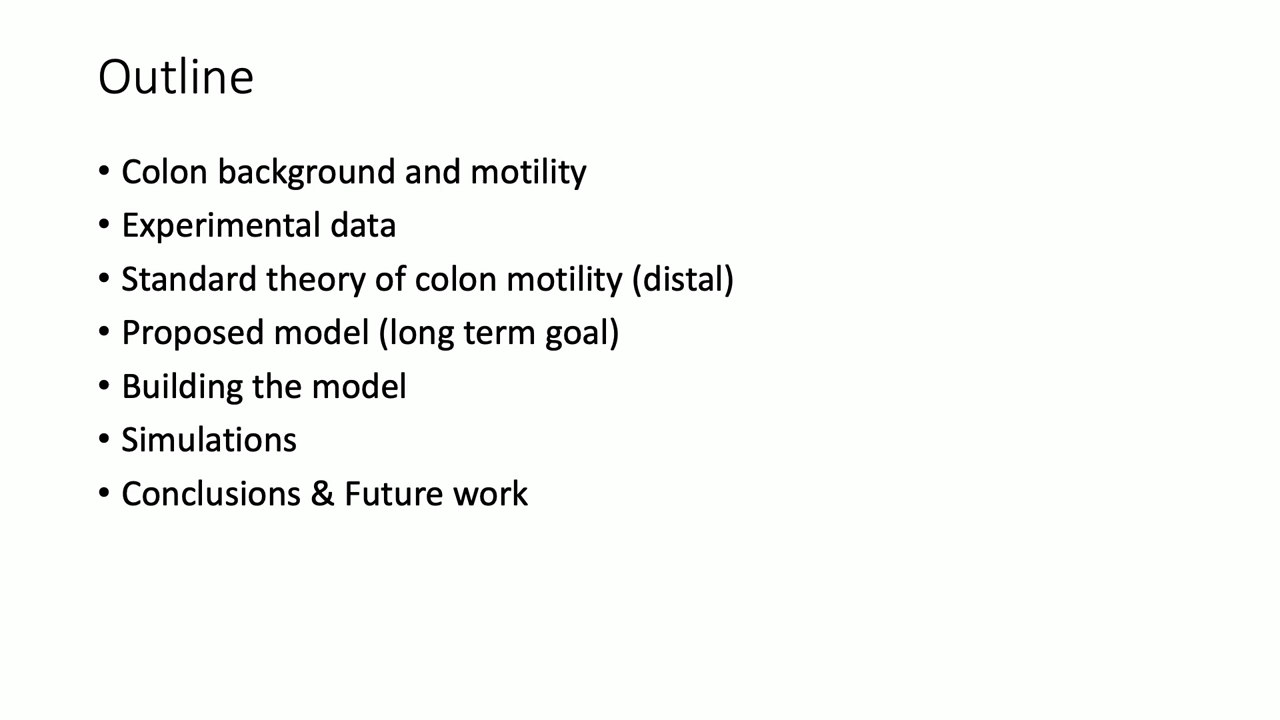 Outline
• Colon background and motility
• Experimental data
• Standard theory of colon motility (distal)
• Proposed model (long term goal)
• Building the model
• Simulations
• Conclusions & Future work